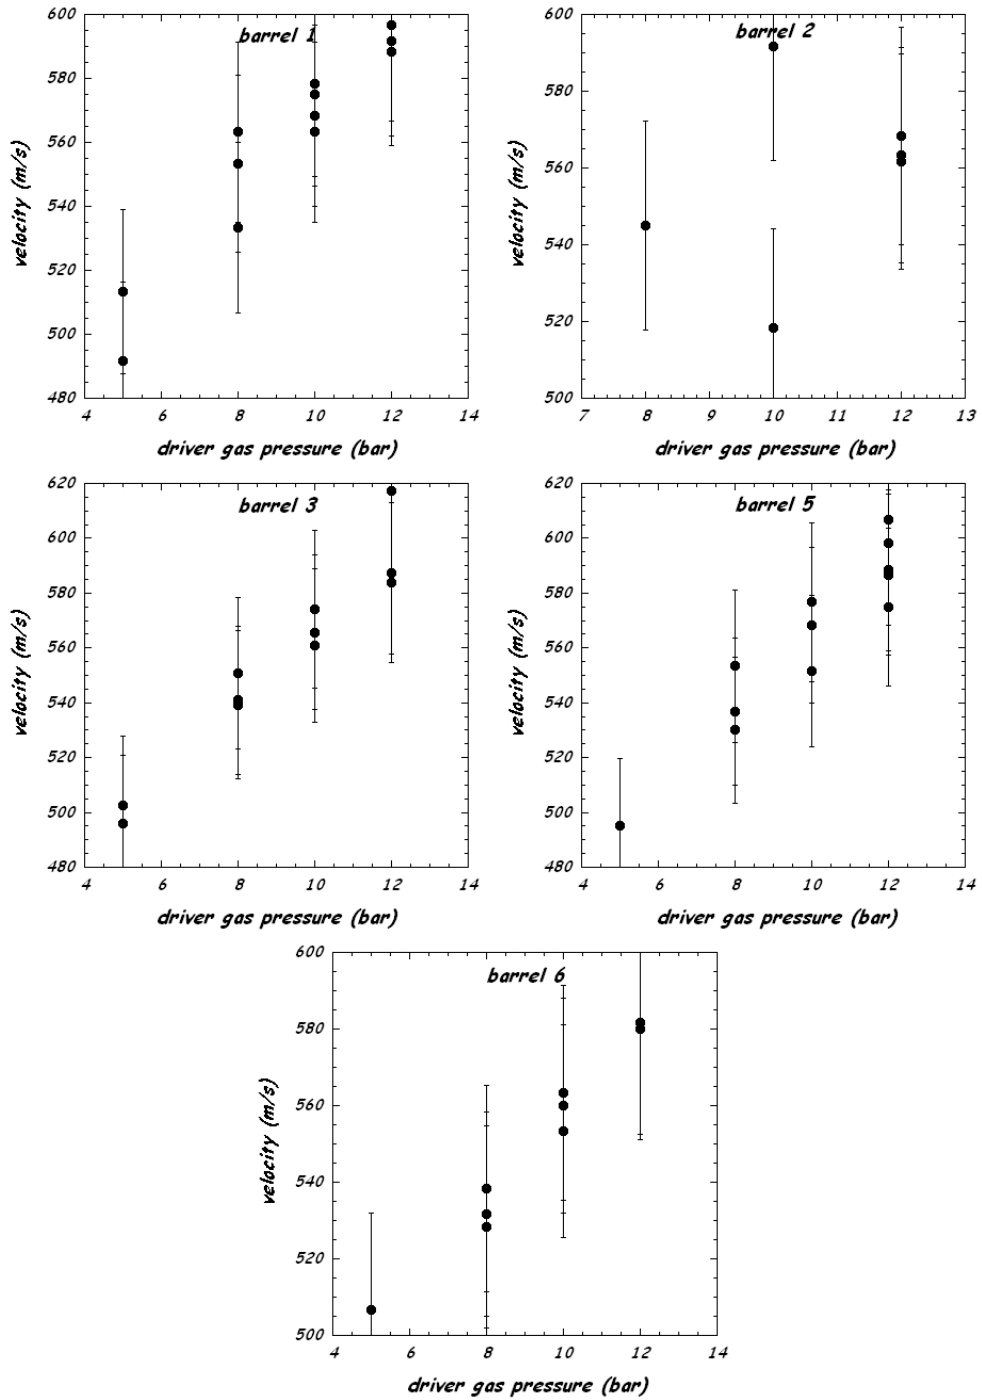 barrel 1
600
580
560
540
520
500
480
velocity (m/s)
4 6 8 10 12 14
driver gas pressure (bar)
barrel 2
600
580
560
540
520
500
velocity (m/s)
7 8 9 10 11 12 13
driver gas pressure (bar)
barrel 3
620
600
580
560
540
520
500
480
velocity (m/s)
4 6 8 10 12 14
driver gas pressure (bar)
barrel 5
620
600
580
560
540
520
500
480
velocity (m/s)
4 6 8 10 12 14
driver gas pressure (bar)
barrel 6
600
580
560
540
520
500
velocity (m/s)
4 6 8 10 12 14
driver gas pressure (bar)